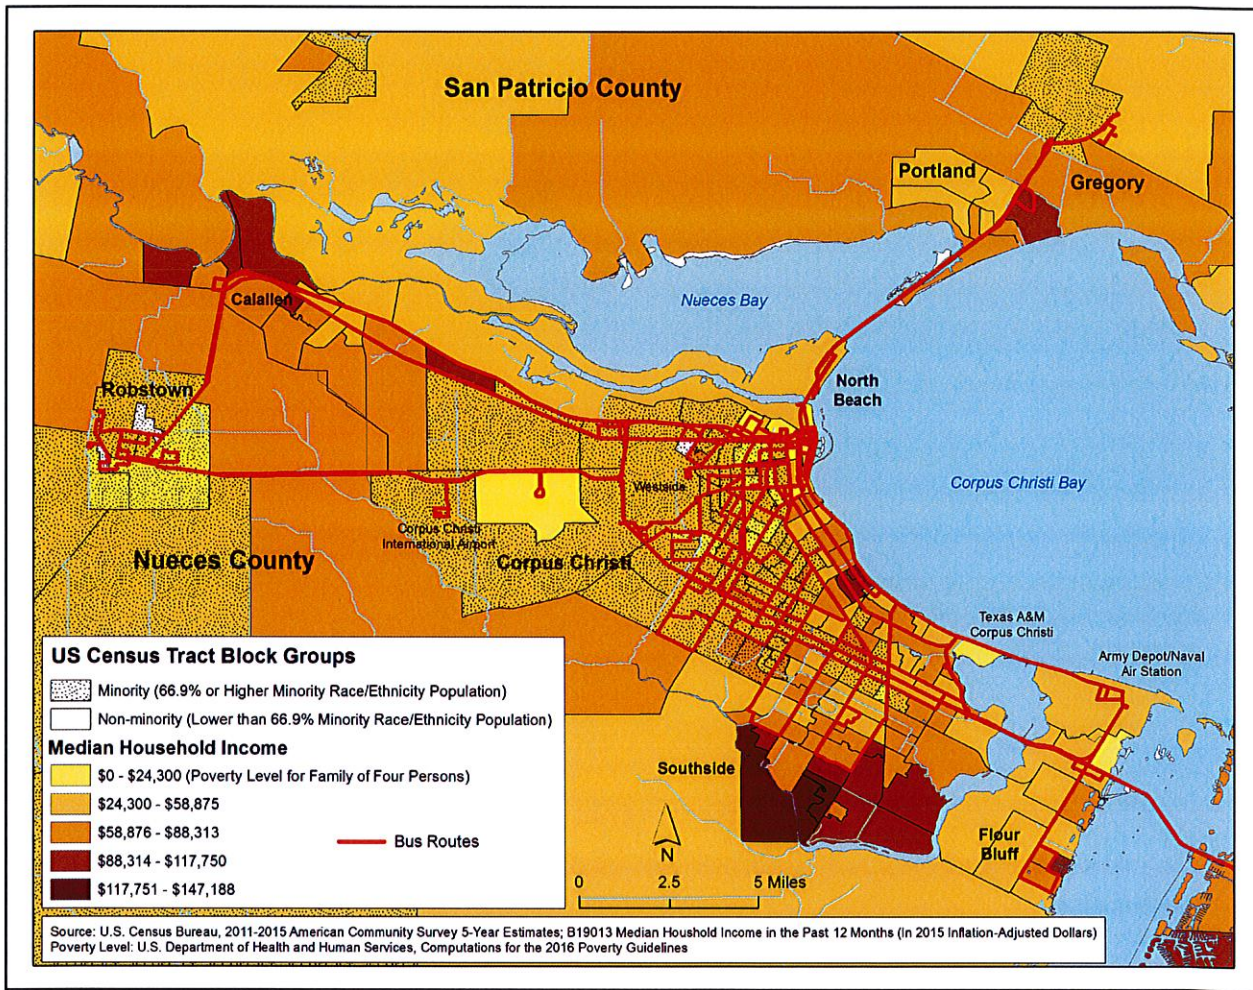 San Patricio County
Portland
Gregory
Nueces Bay
Calallen
Robstown
North
Beach
Corpus Christi Bay
Westside
Corpus Christi
International Airport
Nueces County
Corpus Christi
Texas A&M
Corpus Christi
Army Depot/Naval
Air Station
Southside
Flour
Bluff
N
0 2.5 5 Miles
US Census Tract Block Groups
Minority (66.9% or Higher Minority Race/Ethnicity Population)
Non-minority (Lower than 66.9% Minority Race/Ethnicity Population)
Median Household Income
$0 - $24,300 (Poverty Level for Family of Four Persons)
$24,300 - $58,875
$58,876 - $88,313
$88,314 - $117,750
$117,751 - $147,188
Bus Routes
Source: U.S. Census Bureau, 2011-2015 American Community Survey 5-Year Estimates; B19013 Median Houshold Income in the Past 12 Months (In 2015 Inflation-Adjusted Dollars)
Poverty Level: U.S. Department of Health and Human Services, Computations for the 2016 Poverty Guidelines